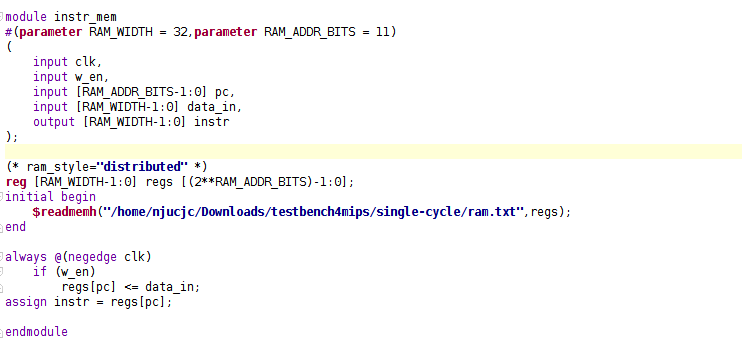 module instr_mem
#(parameter RAM_WIDTH = 32,parameter RAM_ADDR_BITS = 11)
(
    input clk,
    input w_en,
    input [RAM_ADDR_BITS-1:0] pc,
    input [RAM_WIDTH-1:0] data_in,
    output [RAM_WIDTH-1:0] instr
);

(* ram_style="distributed" *)
reg [RAM_WIDTH-1:0] regs [(2**RAM_ADDR_BITS)-1:0];
initial begin
    $readmemh("/home/njucjc/Downloads/testbench4mips/single-cycle/ram.txt",regs);
end

always @(negedge clk)
    if (w_en)
        regs[pc] <= data_in;
assign instr = regs[pc];

endmodule